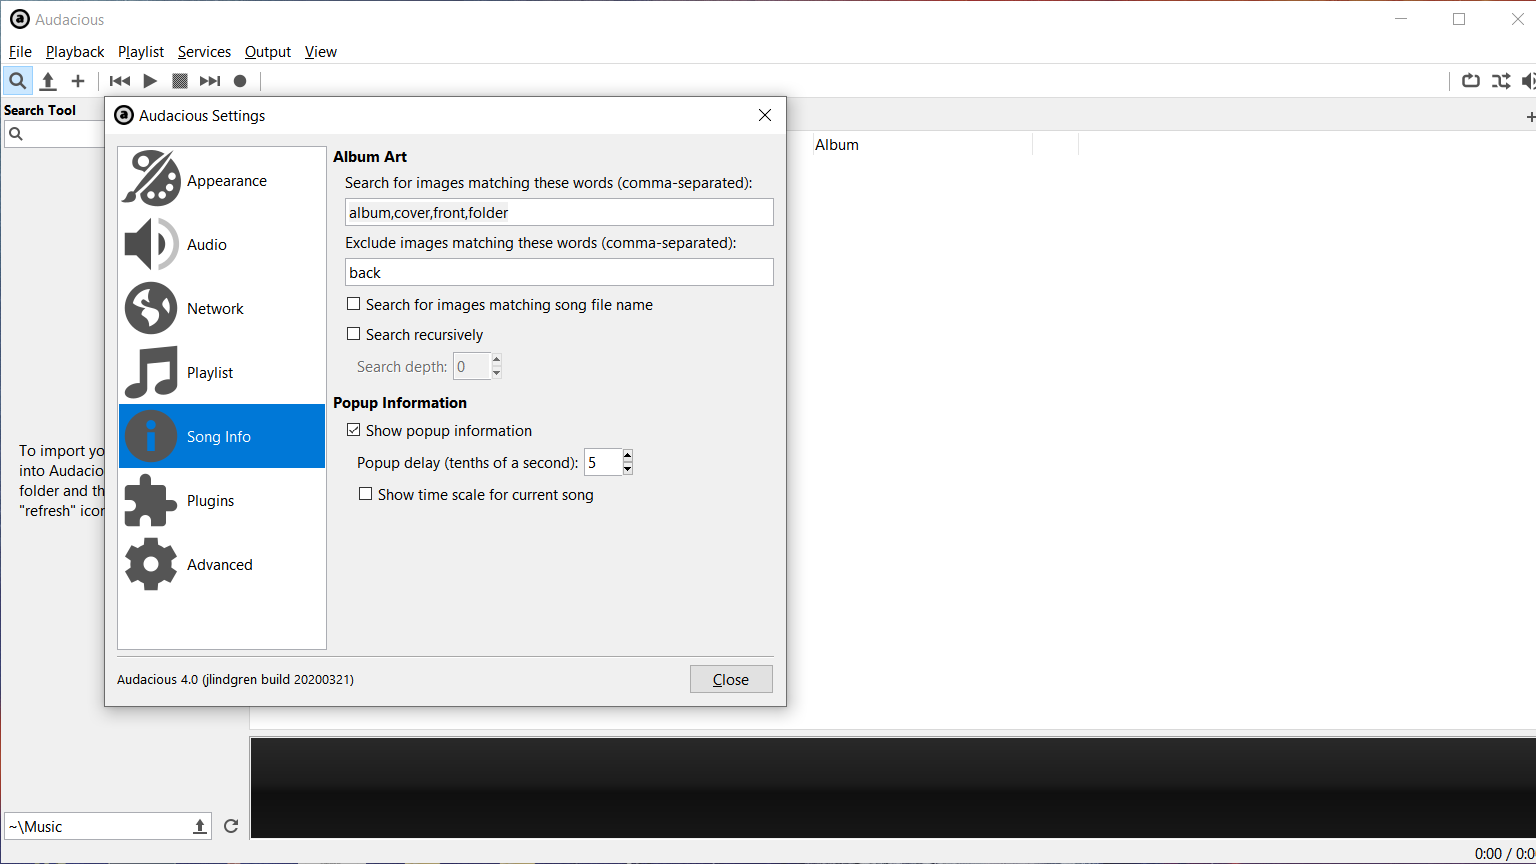 Audacious
File Playback Playlist Services Output View
Search Tool
Audacious Settings
Album
Appearance
Audio
Network
Playlist
Song Info
Plugins
Advanced
Album Art
Search for images matching these words (comma-separated):
album,cover,front,folder
Exclude images matching these words (comma-separated):
back
Search for images matching song file name
Search recursively
Search depth: 0
Popup Information
Show popup information
Popup delay (tenths of a second): 5
Show time scale for current song
To import yo
into Audacio
folder and th
"refresh" icon
Audacious 4.0 (jlindgren build 20200321)
Close
~\Music
0:00 / 0:0